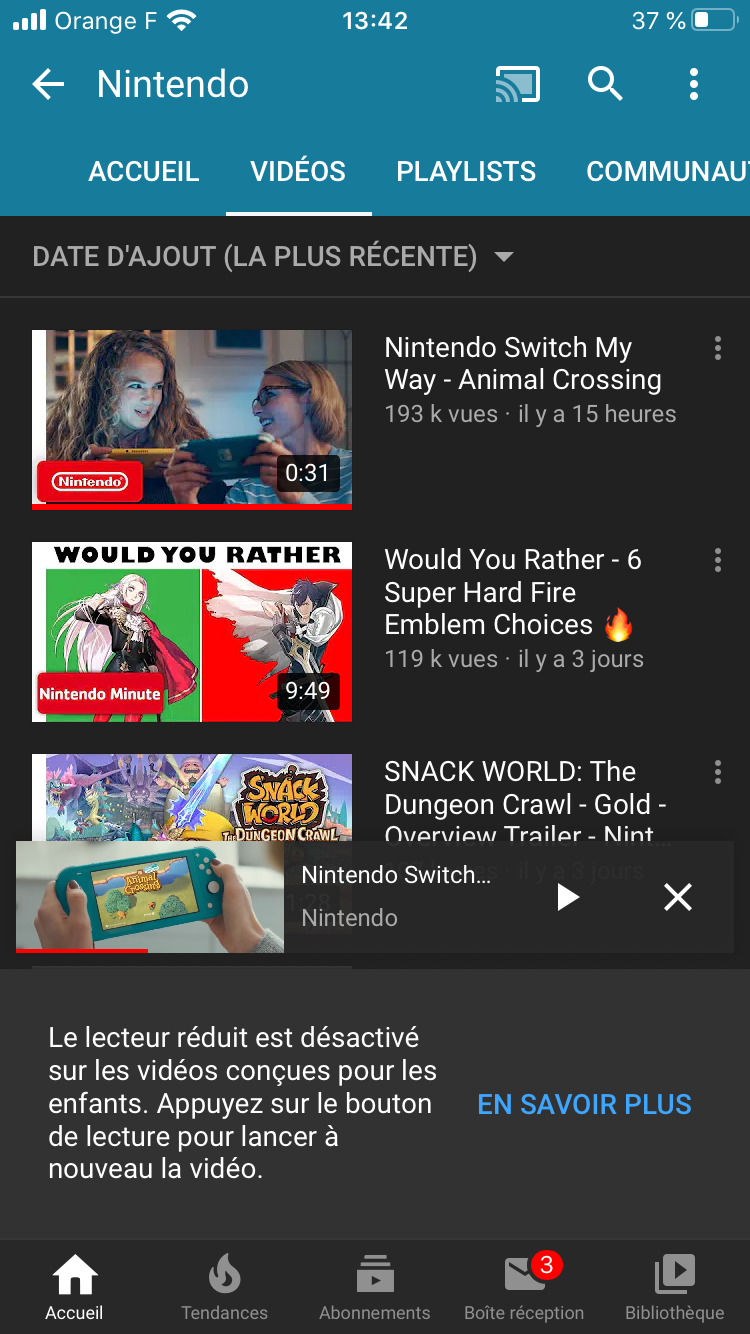 Orange F 13:42 37 %
Nintendo
ACCUEIL VIDÉOS PLAYLISTS COMMUNAU
DATE D'AJOUT (LA PLUS RÉCENTE)
Nintendo
0:31
Nintendo Switch My
Way - Animal Crossing
193 k vues · il y a 15 heures
WOULD YOU RATHER
Nintendo Minute
9:49
Would You Rather - 6
Super Hard Fire
Emblem Choices 🔥
119 k vues · il y a 3 jours
SNACK
WORLD
THE DUNGEON CRAWL
SNACK WORLD: The
Dungeon Crawl - Gold -
Overview Trailer - Nint...
il y a 3 jours
1:28
Animal
Crossing
Nintendo Switch...
Nintendo
Le lecteur réduit est désactivé
sur les vidéos conçues pour les
enfants. Appuyez sur le bouton
de lecture pour lancer à
nouveau la vidéo.
EN SAVOIR PLUS
3
Accueil Tendances Abonnements Boîte réception Bibliothèque